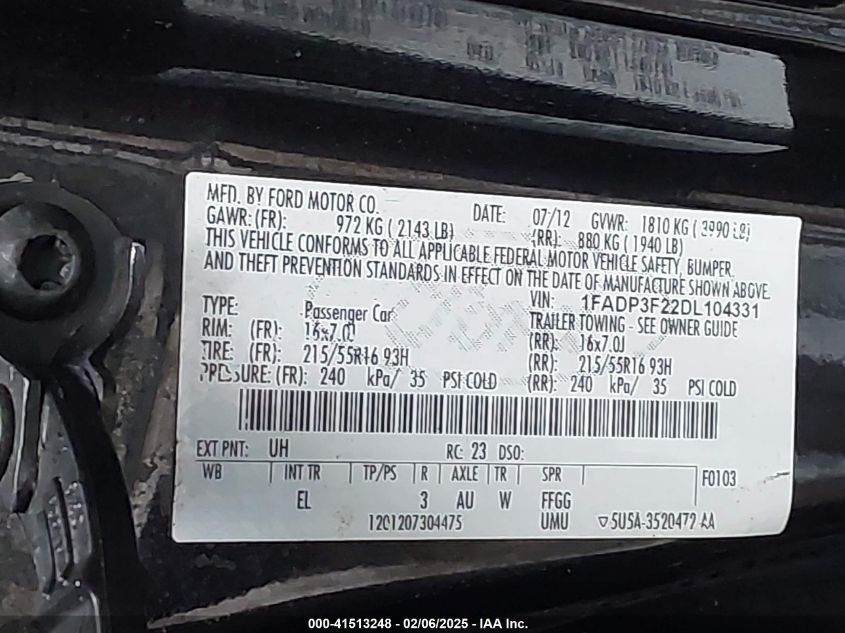 MFD. BY FORD MOTOR CO. DATE: 07/12 GVWR: 1810 KG ( 3990 LB)
GAWR: (FR): 972 KG ( 2143 LB) (RR): 880 KG ( 1940 LB)
THIS VEHICLE CONFORMS TO ALL APPLICABLE FEDERAL MOTOR VEHICLE SAFETY, BUMPER,
AND THEFT PREVENTION STANDARDS IN EFFECT ON THE DATE OF MANUFACTURE SHOWN ABOVE.
VIN: 1FADP3F22DL104331
TYPE: Passenger Car TRAILER TOWING - SEE OWNER GUIDE
RIM: (FR): 16x7.0J (RR): 16x7.0J
TIRE: (FR): 215/55R16 93H (RR): 215/55R16 93H
PRESSURE: (FR): 240 kPa/ 35 PSI COLD (RR): 240 kPa/ 35 PSI COLD
EXT PNT: UH RC: 23 DSO:
WB INT TR TP/PS R AXLE TR SPR F0103
EL 3 AU W FFGG
1201207304475 UMU 5U5A-3520472-AA
000-41513248 - 02/06/2025 - IAA Inc.